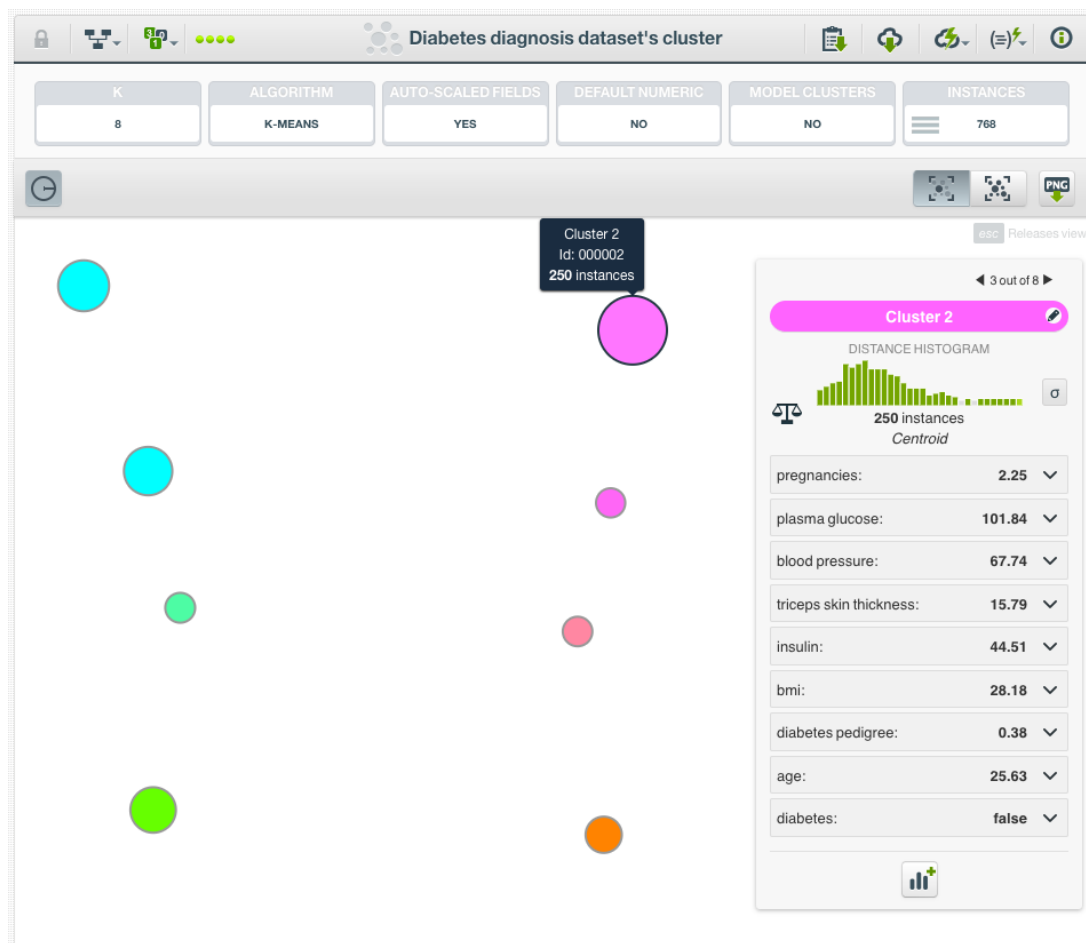 Diabetes diagnosis dataset's cluster
K
8
ALGORITHM
K-MEANS
AUTO-SCALED FIELDS
YES
DEFAULT NUMERIC
NO
MODEL CLUSTERS
NO
INSTANCES
768
PNG
esc Releases view
Cluster 2
Id: 000002
250 instances
3 out of 8
Cluster 2
DISTANCE HISTOGRAM
σ
250 instances
Centroid
pregnancies: 2.25
plasma glucose: 101.84
blood pressure: 67.74
triceps skin thickness: 15.79
insulin: 44.51
bmi: 28.18
diabetes pedigree: 0.38
age: 25.63
diabetes: false